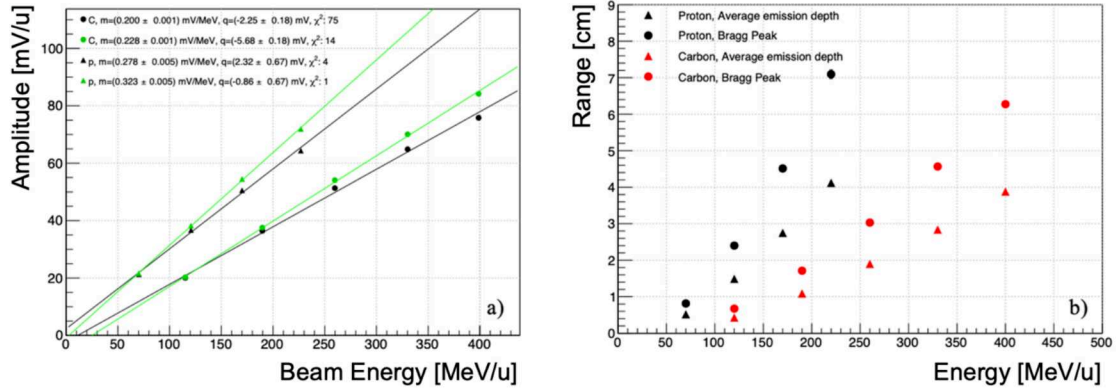 Amplitude [mV/u]
100
80
60
40
20
0
C, m=(0.200 ± 0.001) mV/MeV, q=(-2.25 ± 0.18) mV, χ²: 75
C, m=(0.228 ± 0.001) mV/MeV, q=(-5.68 ± 0.18) mV, χ²: 14
p, m=(0.278 ± 0.005) mV/MeV, q=(2.32 ± 0.67) mV, χ²: 4
p, m=(0.323 ± 0.005) mV/MeV, q=(-0.86 ± 0.67) mV, χ²: 1
a)
0 50 100 150 200 250 300 350 400
Beam Energy [MeV/u]
Range [cm]
9
8
7
6
5
4
3
2
1
0
Proton, Average emission depth
Proton, Bragg Peak
Carbon, Average emission depth
Carbon, Bragg Peak
b)
0 50 100 150 200 250 300 350 400 450 500
Energy [MeV/u]